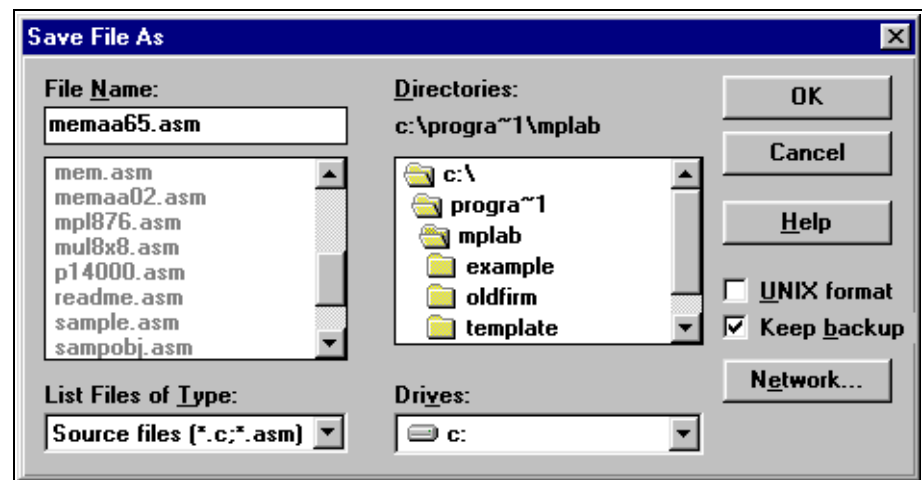 Save File As
File Name:
memaa65.asm
mem.asm
memaa02.asm
mpl876.asm
mul8x8.asm
p14000.asm
readme.asm
sample.asm
sampobj.asm
List Files of Type:
Source files (*.c;*.asm)
Directories:
c:\progra~1\mplab
c:\
progra~1
mplab
example
oldfirm
template
Drives:
c:
OK
Cancel
Help
UNIX format
Keep backup
Network...